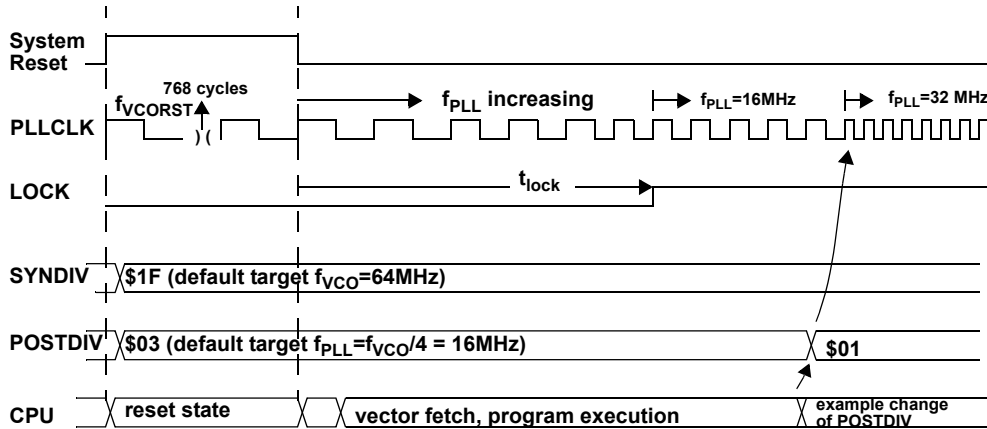 System
Reset
768 cycles
fVCORST
fPLL increasing
fPLL=16MHz
fPLL=32 MHz
PLLCLK
) (
LOCK
tlock
SYNDIV
$1F (default target fVCO=64MHz)
POSTDIV
$03 (default target fPLL=fVCO/4 = 16MHz)
$01
CPU
reset state
vector fetch, program execution
example change
of POSTDIV